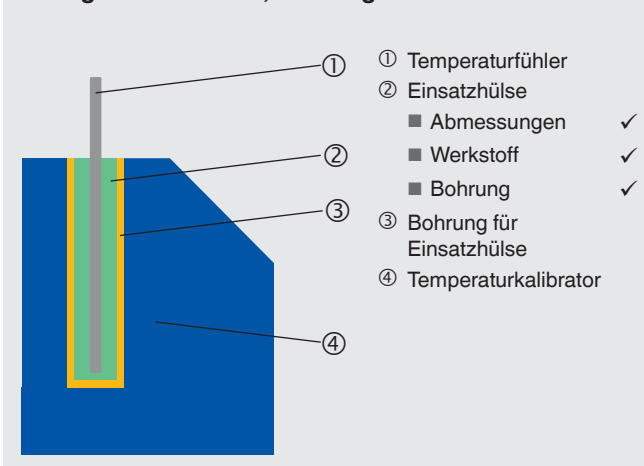 ① Temperaturfühler
② Einsatzhülse
■ Abmessungen ✓
■ Werkstoff ✓
■ Bohrung ✓
③ Bohrung für
Einsatzhülse
④ Temperaturkalibrator
①
②
③
④